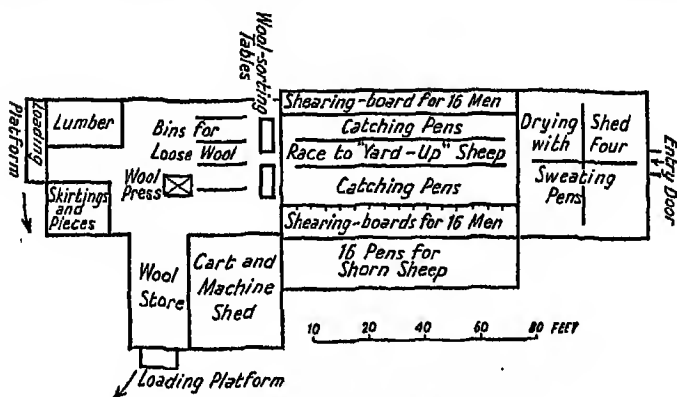 Wool-sorting
Tables
Loading
Platform
Lumber
Bins for
Loose Wool
Wool
Press
Skirtings
and
Pieces
Shearing-board for 16 Men
Catching Pens
Race to "Yard-Up" Sheep
Catching Pens
Shearing-boards for 16 Men
16 Pens for
Shorn Sheep
Drying Shed
with Four
Sweating
Pens
Entry Door
Wool
Store
Cart and
Machine
Shed
10 20 40 60 80 FEET
Loading Platform